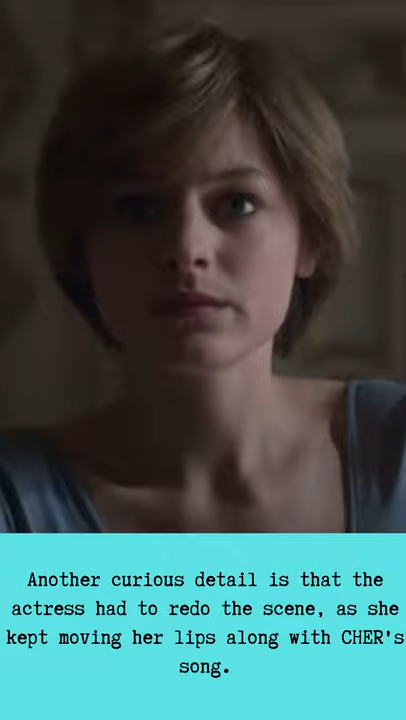 Another curious detail is that the
actress had to redo the scene, as she
kept moving her lips along with CHER's
song.